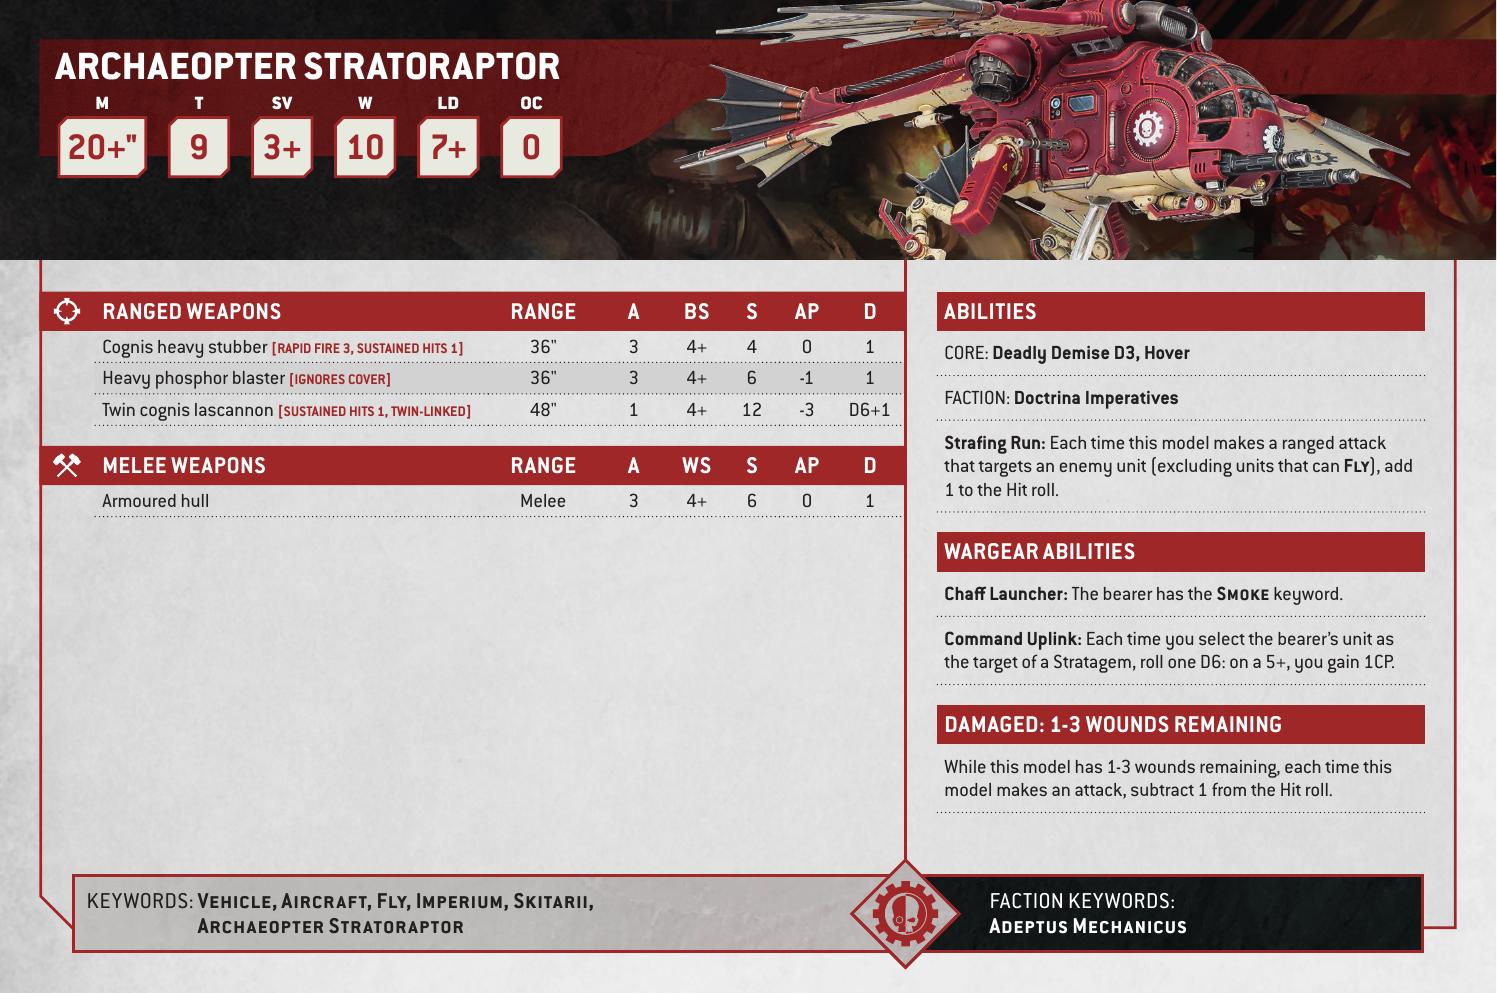 ARCHAEOPTER STRATORAPTOR
M T SV W LD OC
20+" 9 3+ 10 7+ 0
RANGED WEAPONS RANGE A BS S AP D
Cognis heavy stubber [RAPID FIRE 3, SUSTAINED HITS 1] 36" 3 4+ 4 0 1
Heavy phosphor blaster [IGNORES COVER] 36" 3 4+ 6 -1 1
Twin cognis lascannon [SUSTAINED HITS 1, TWIN-LINKED] 48" 1 4+ 12 -3 D6+1
MELEE WEAPONS RANGE A WS S AP D
Armoured hull Melee 3 4+ 6 0 1
ABILITIES
CORE: Deadly Demise D3, Hover
FACTION: Doctrina Imperatives
Strafing Run: Each time this model makes a ranged attack
that targets an enemy unit (excluding units that can FLY), add
1 to the Hit roll.
WARGEAR ABILITIES
Chaff Launcher: The bearer has the SMOKE keyword.
Command Uplink: Each time you select the bearer's unit as
the target of a Stratagem, roll one D6: on a 5+, you gain 1CP.
DAMAGED: 1-3 WOUNDS REMAINING
While this model has 1-3 wounds remaining, each time this
model makes an attack, subtract 1 from the Hit roll.
KEYWORDS: VEHICLE, AIRCRAFT, FLY, IMPERIUM, SKITARII,
ARCHAEOPTER STRATORAPTOR
FACTION KEYWORDS:
ADEPTUS MECHANICUS